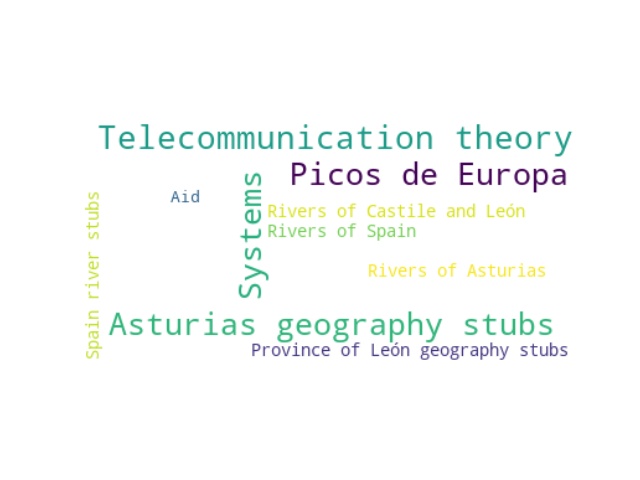 Telecommunication theory
Picos de Europa
Aid
Systems
Spain river stubs
Rivers of Castile and León
Rivers of Spain
Rivers of Asturias
Asturias geography stubs
Province of León geography stubs